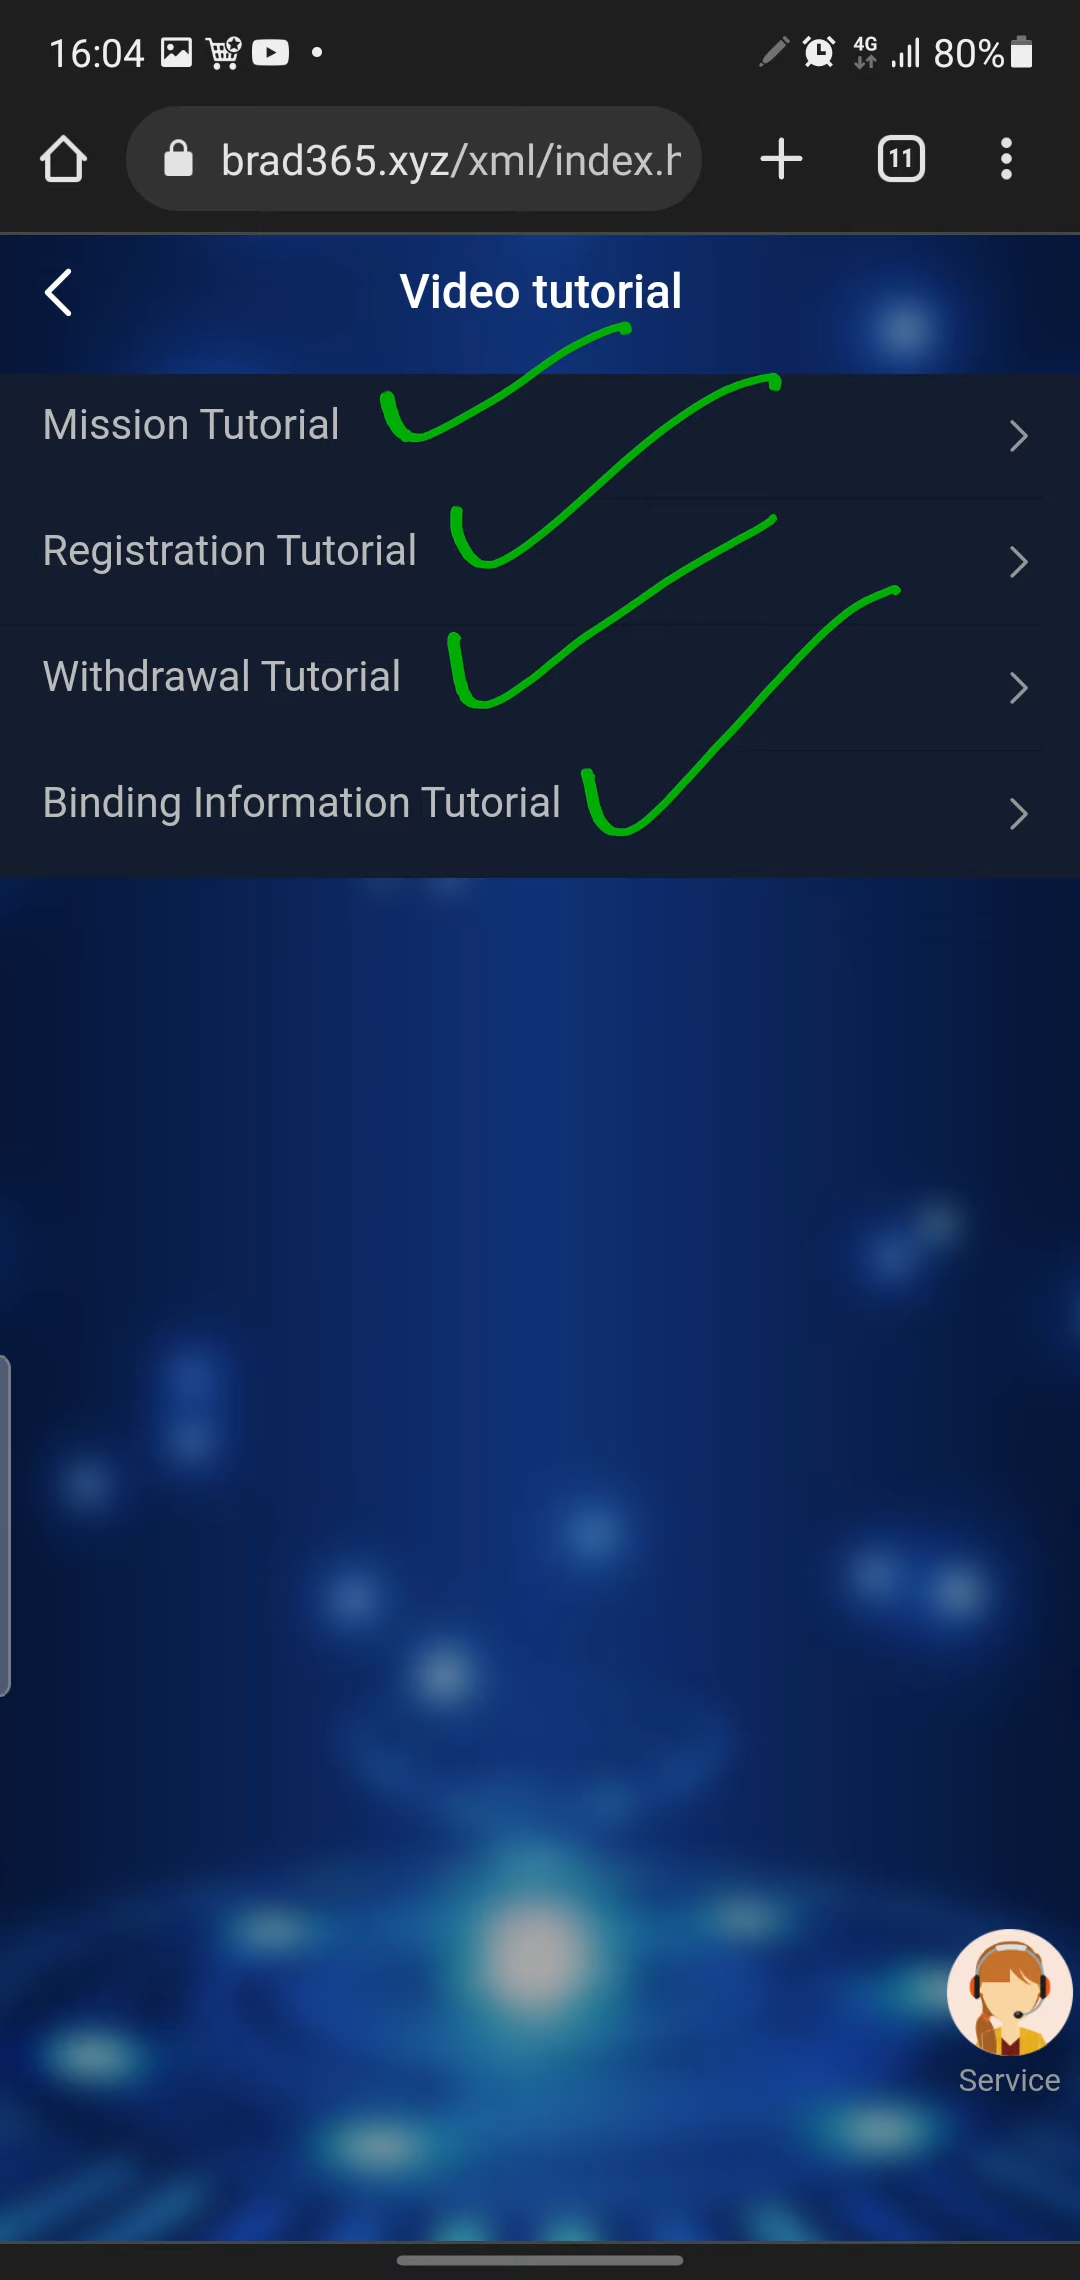 16:04
4G 80%
brad365.xyz/xml/index.h
11
Video tutorial
Mission Tutorial
Registration Tutorial
Withdrawal Tutorial
Binding Information Tutorial
Service